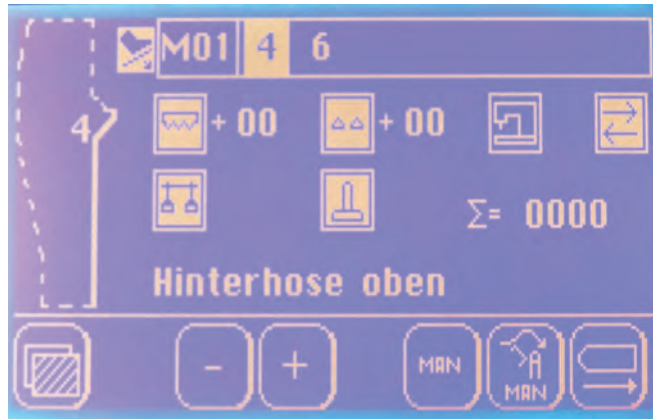 M01 4 6
4 + 00 + 00
Σ= 0000
Hinterhose oben
- + MAN A MAN